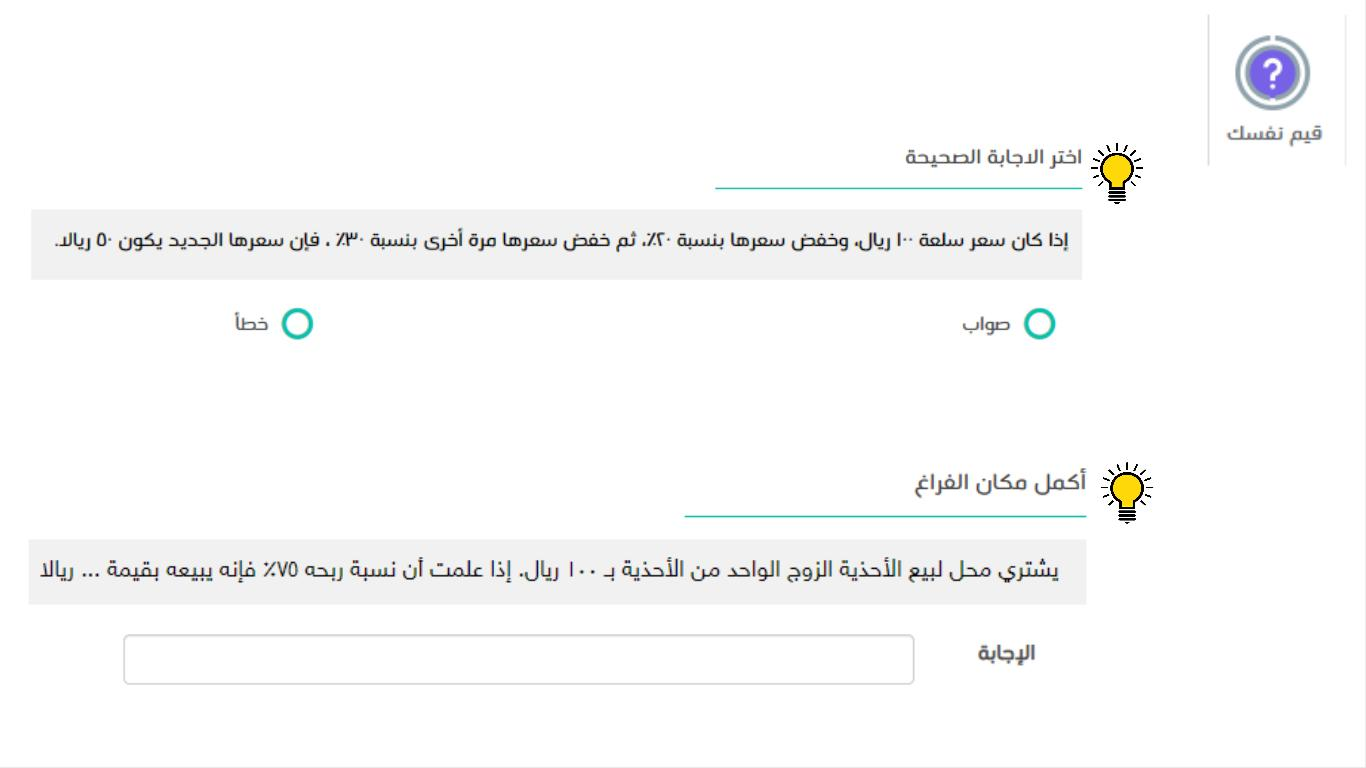 ?
قيم نفسك
اختر الاجابة الصحيحة
إذا كان سعر سلعة ١٠٠ ريال، وخفض سعرها بنسبة ٢٠٪، ثم خفض سعرها مرة أخرى بنسبة ٣٠٪ ، فإن سعرها الجديد يكون ٥٠ ريالا.
صواب
خطأ
أكمل مكان الفراغ
يشتري محل لبيع الأحذية الزوج الواحد من الأحذية بـ ١٠٠ ريال. إذا علمت أن نسبة ربحه ٧٥٪ فإنه يبيعه بقيمة ... ريالا
الإجابة